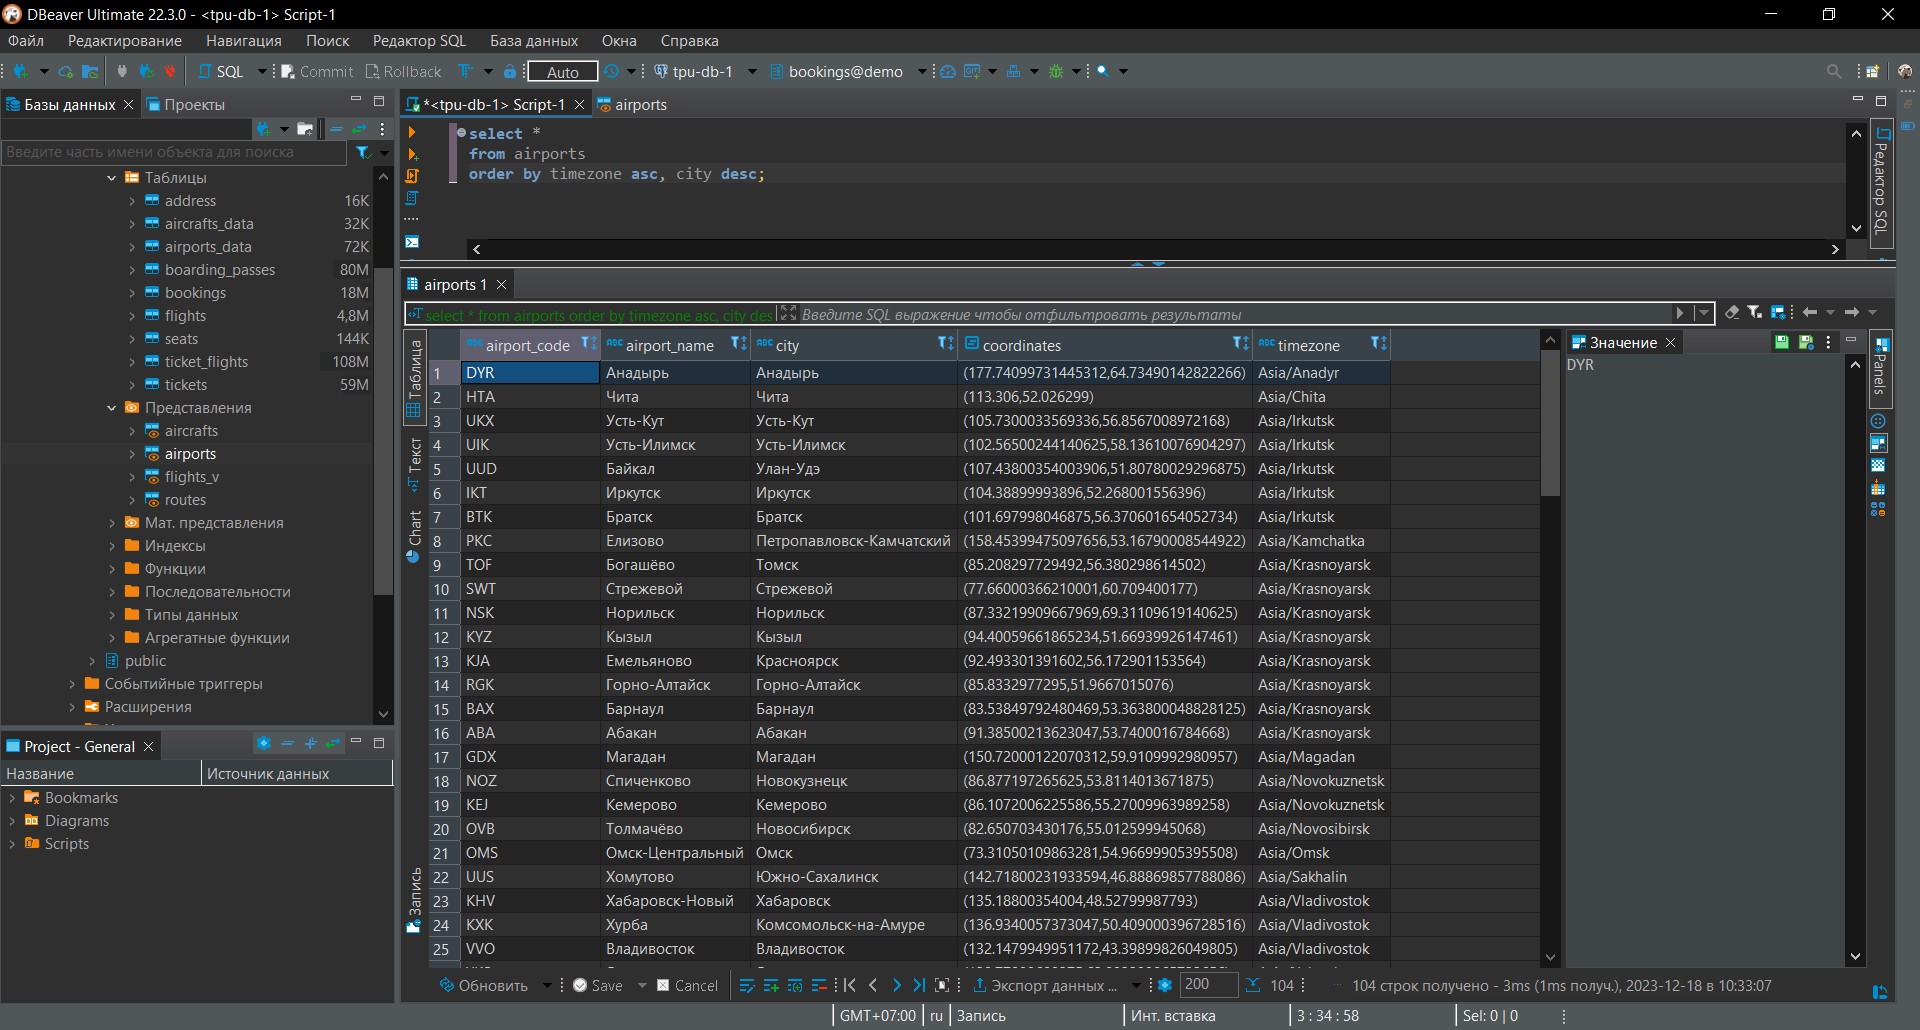 DBeaver Ultimate 22.3.0 - <tpu-db-1> Script-1
Файл Редактирование Навигация Поиск Редактор SQL База данных Окна Справка
SQL Commit Rollback Auto tpu-db-1 bookings@demo
Базы данных Проекты
Введите часть имени объекта для поиска
Таблицы
address 16K
aircrafts_data 32K
airports_data 72K
boarding_passes 80M
bookings 18M
flights 4,8M
seats 144K
ticket_flights 108M
tickets 59M
Представления
aircrafts
airports
flights_v
routes
Мат. представления
Индексы
Функции
Последовательности
Типы данных
Агрегатные функции
public
Событийные триггеры
Расширения
Project - General
Название Источник данных
Bookmarks
Diagrams
Scripts
*<tpu-db-1> Script-1 airports
select *
from airports
order by timezone asc, city desc;
Редактор SQL
airports 1
select * from airports order by timezone asc, city des Введите SQL выражение чтобы отфильтровать результаты
Таблица
Текст
Chart
Запись
airport_code airport_name city coordinates timezone
1 DYR Анадырь Анадырь (177.74099731445312,64.73490142822266) Asia/Anadyr
2 HTA Чита Чита (113.306,52.026299) Asia/Chita
3 UKX Усть-Кут Усть-Кут (105.7300033569336,56.8567008972168) Asia/Irkutsk
4 UIK Усть-Илимск Усть-Илимск (102.56500244140625,58.13610076904297) Asia/Irkutsk
5 UUD Байкал Улан-Удэ (107.43800354003906,51.80780029296875) Asia/Irkutsk
6 IKT Иркутск Иркутск (104.38899993896,52.268001556396) Asia/Irkutsk
7 BTK Братск Братск (101.697998046875,56.370601654052734) Asia/Irkutsk
8 PKC Елизово Петропавловск-Камчатский (158.45399475097656,53.16790008544922) Asia/Kamchatka
9 TOF Богашёво Томск (85.208297729492,56.380298614502) Asia/Krasnoyarsk
10 SWT Стрежевой Стрежевой (77.66000366210001,60.709400177) Asia/Krasnoyarsk
11 NSK Норильск Норильск (87.33219909667969,69.31109619140625) Asia/Krasnoyarsk
12 KYZ Кызыл Кызыл (94.40059661865234,51.66939926147461) Asia/Krasnoyarsk
13 KJA Емельяново Красноярск (92.493301391602,56.172901153564) Asia/Krasnoyarsk
14 RGK Горно-Алтайск Горно-Алтайск (85.8332977295,51.9667015076) Asia/Krasnoyarsk
15 BAX Барнаул Барнаул (83.53849792480469,53.363800048828125) Asia/Krasnoyarsk
16 ABA Абакан Абакан (91.38500213623047,53.7400016784668) Asia/Krasnoyarsk
17 GDX Магадан Магадан (150.72000122070312,59.9109992980957) Asia/Magadan
18 NOZ Спиченково Новокузнецк (86.877197265625,53.8114013671875) Asia/Novokuznetsk
19 KEJ Кемерово Кемерово (86.1072006225586,55.27009963989258) Asia/Novokuznetsk
20 OVB Толмачёво Новосибирск (82.650703430176,55.012599945068) Asia/Novosibirsk
21 OMS Омск-Центральный Омск (73.31050109863281,54.96699905395508) Asia/Omsk
22 UUS Хомутово Южно-Сахалинск (142.71800231933594,46.88869857788086) Asia/Sakhalin
23 KHV Хабаровск-Новый Хабаровск (135.18800354004,48.52799987793) Asia/Vladivostok
24 KXK Хурба Комсомольск-на-Амуре (136.9340057373047,50.409000396728516) Asia/Vladivostok
25 VVO Владивосток Владивосток (132.1479949951172,43.39899826049805) Asia/Vladivostok
Значение
DYR
Panels
Обновить Save Cancel Экспорт данных ... 200 104 104 строк получено - 3ms (1ms получ.), 2023-12-18 в 10:33:07
GMT+07:00 ru Запись Инт. вставка 3 : 34 : 58 Sel: 0 | 0